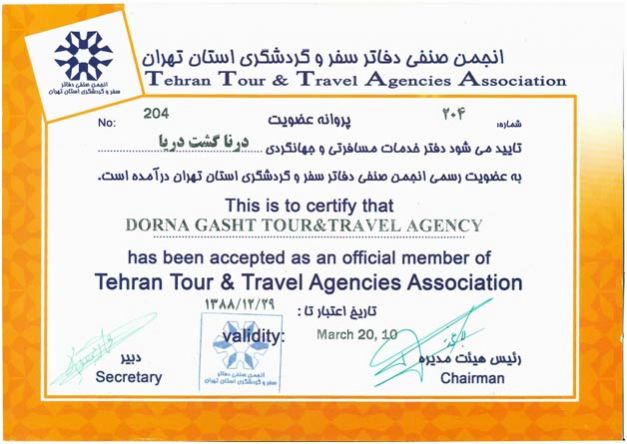 انجمن صنفی دفاتر
سفر و گردشگری استان تهران
انجمن صنفی دفاتر سفر و گردشگری استان تهران
Tehran Tour & Travel Agencies Association
No: 204 پروانه عضویت شماره: ۲۰۴
تایید می شود دفتر خدمات مسافرتی و جهانگردی درنا گشت دریا
به عضویت رسمی انجمن صنفی دفاتر سفر و گردشگری استان تهران درآمده است.
This is to certify that
DORNA GASHT TOUR&TRAVEL AGENCY
has been accepted as an official member of
Tehran Tour & Travel Agencies Association
تاریخ اعتبار تا : ۱۳۸۸/۱۲/۲۹
validity: March 20, 10
دبیر
Secretary
انجمن صنفی دفاتر
سفر و گردشگری استان تهران
رئیس هیئت مدیره
Chairman